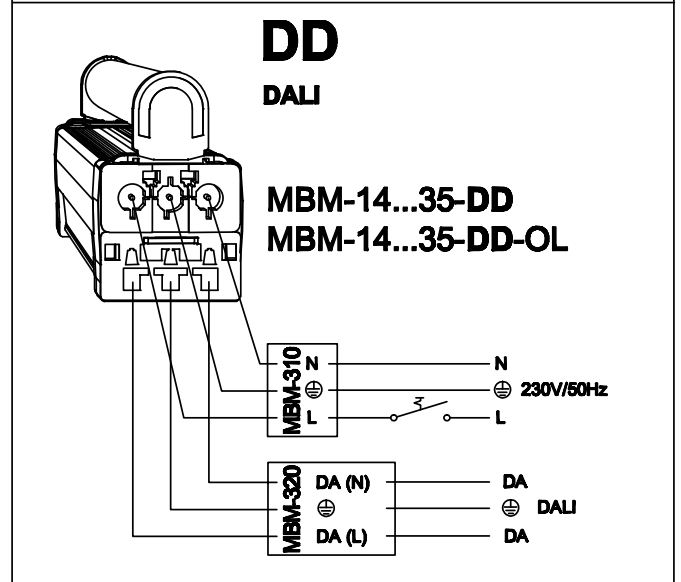 DD
DALI
MBM-14...35-DD
MBM-14...35-DD-OL
MBM-310
N N
230V/50Hz
L L
MBM-320
DA (N) DA
DALI
DA (L) DA